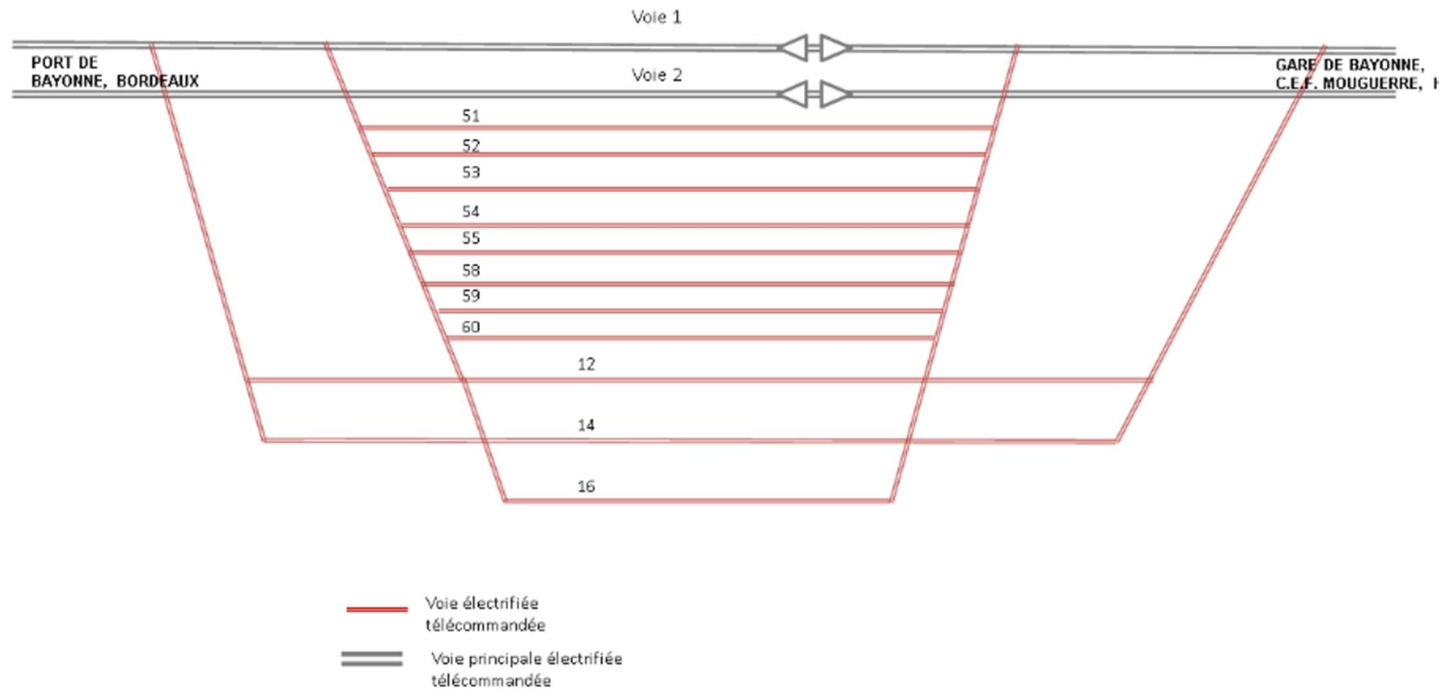 Voie 1
PORT DE
BAYONNE, BORDEAUX
Voie 2
GARE DE BAYONNE,
C.E.F. MOUGUERRE,
51
52
53
54
55
58
59
60
12
14
16
Voie électrifiée
télécommandée
Voie principale électrifiée
télécommandée